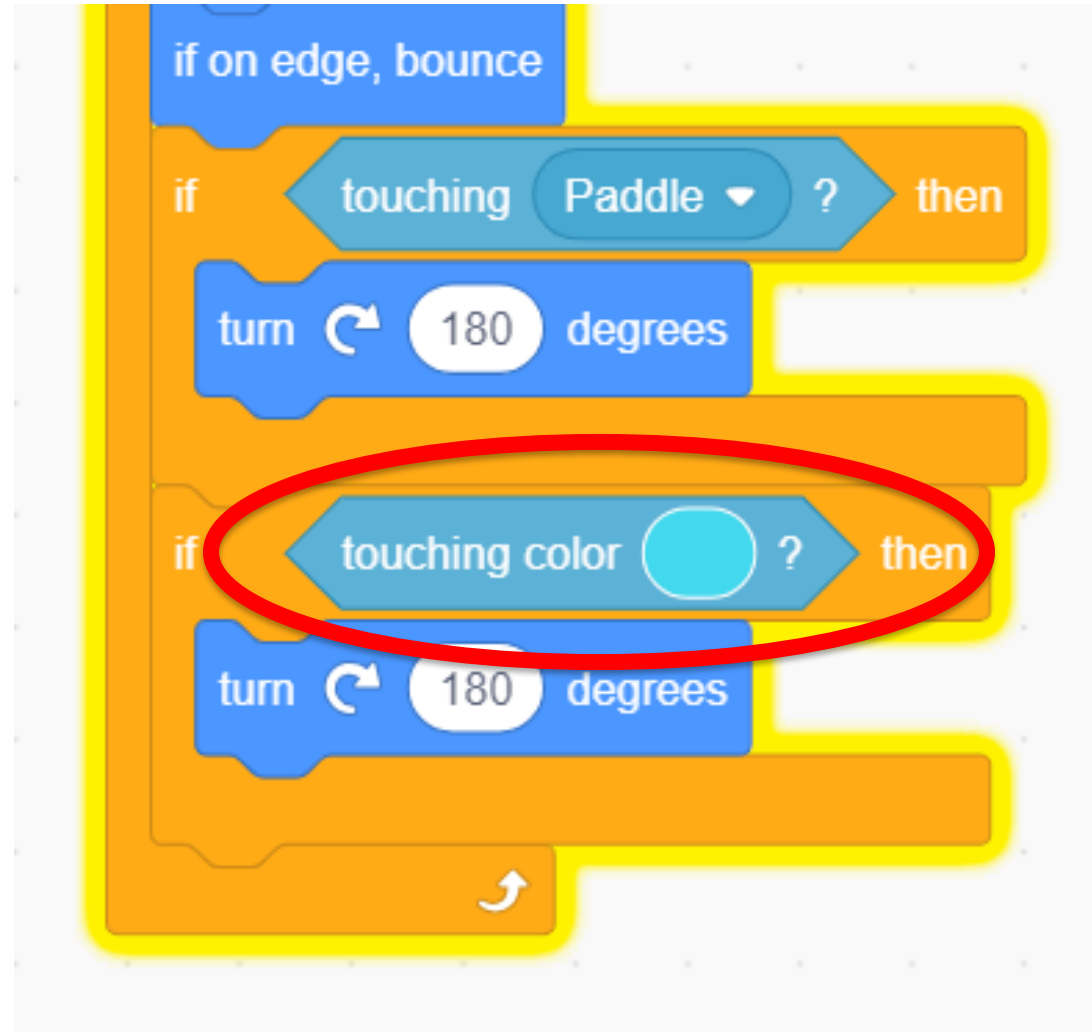 if on edge, bounce
if touching Paddle ? then
turn 180 degrees
if touching color ? then
turn 180 degrees